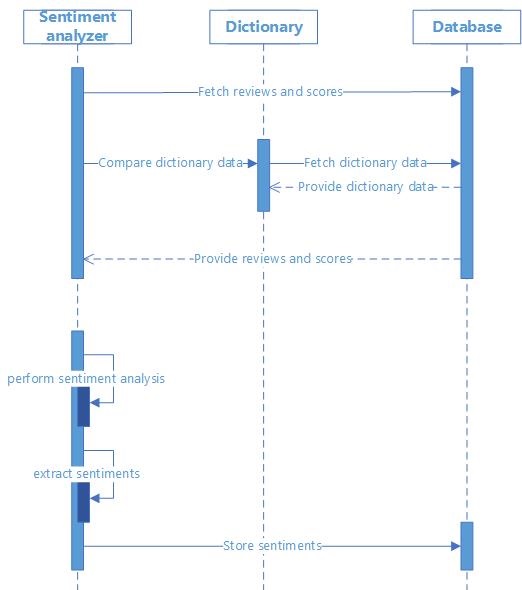 Sentiment
analyzer
Dictionary
Database
Fetch reviews and scores
Compare dictionary data
Fetch dictionary data
Provide dictionary data
Provide reviews and scores
perform sentiment analysis
extract sentiments
Store sentiments